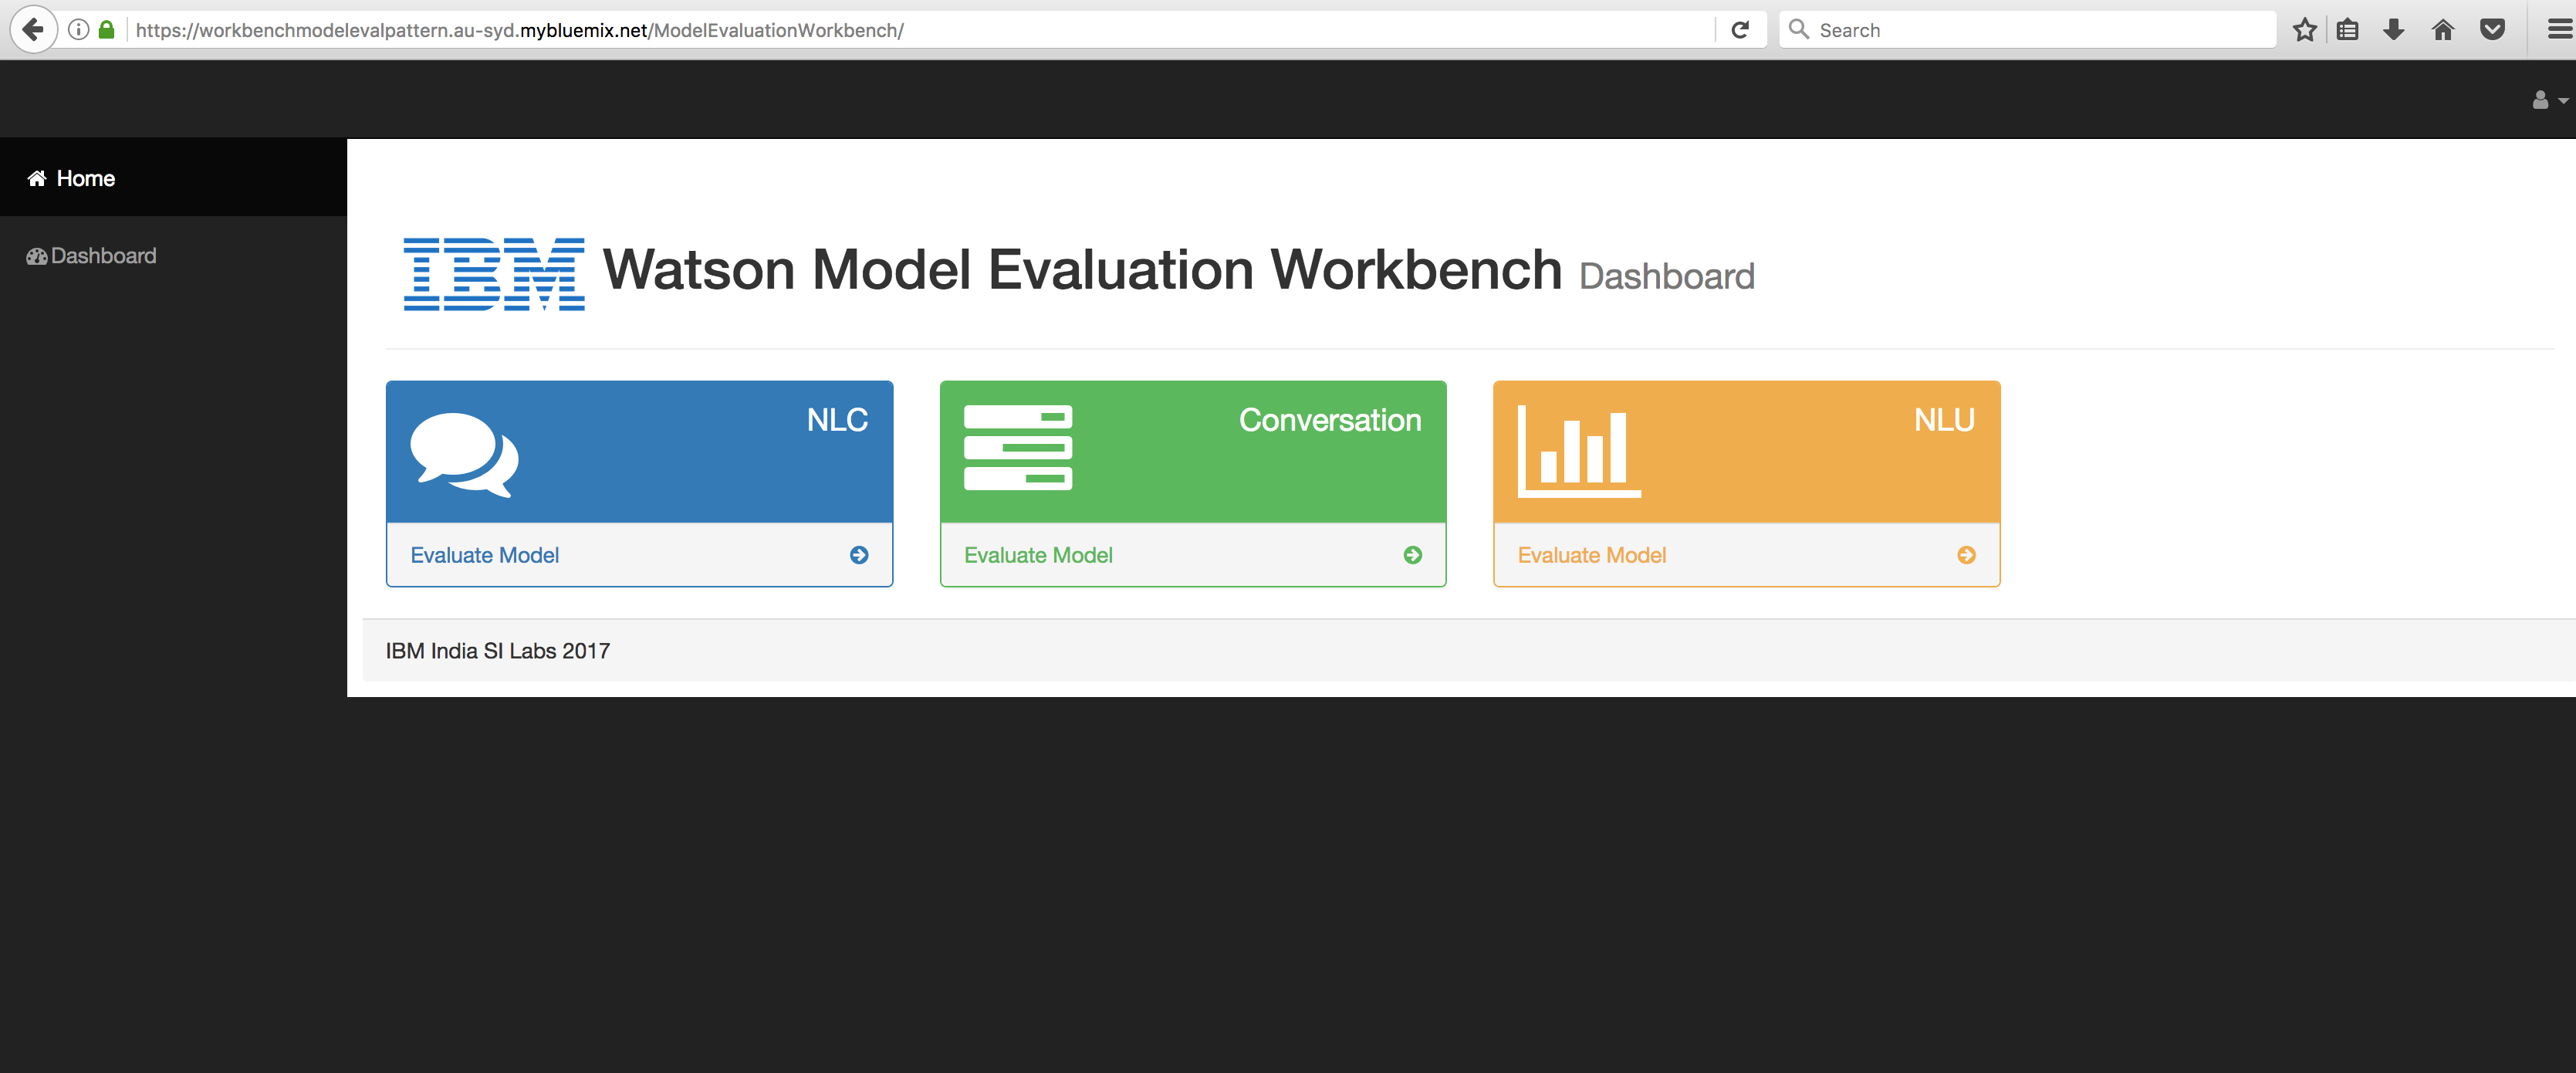 https://workbenchmodelevalpattern.au-syd.mybluemix.net/ModelEvaluationWorkbench/
Search
Home
Dashboard
IBM Watson Model Evaluation Workbench Dashboard
NLC
Conversation
NLU
Evaluate Model
Evaluate Model
Evaluate Model
IBM India SI Labs 2017